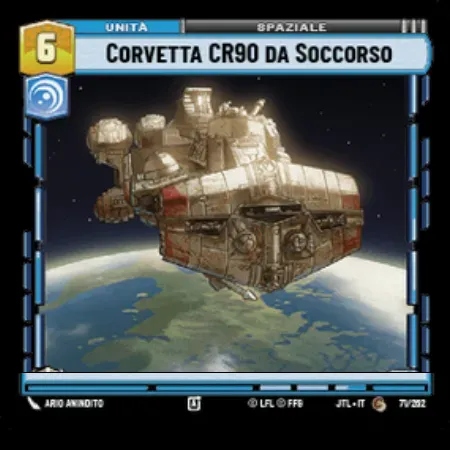 UNITÀ
SPAZIALE
6
CORVETTA CR90 DA SOCCORSO
ARIO ANINDITO
© LFL © FFG
JTL • IT
71/262